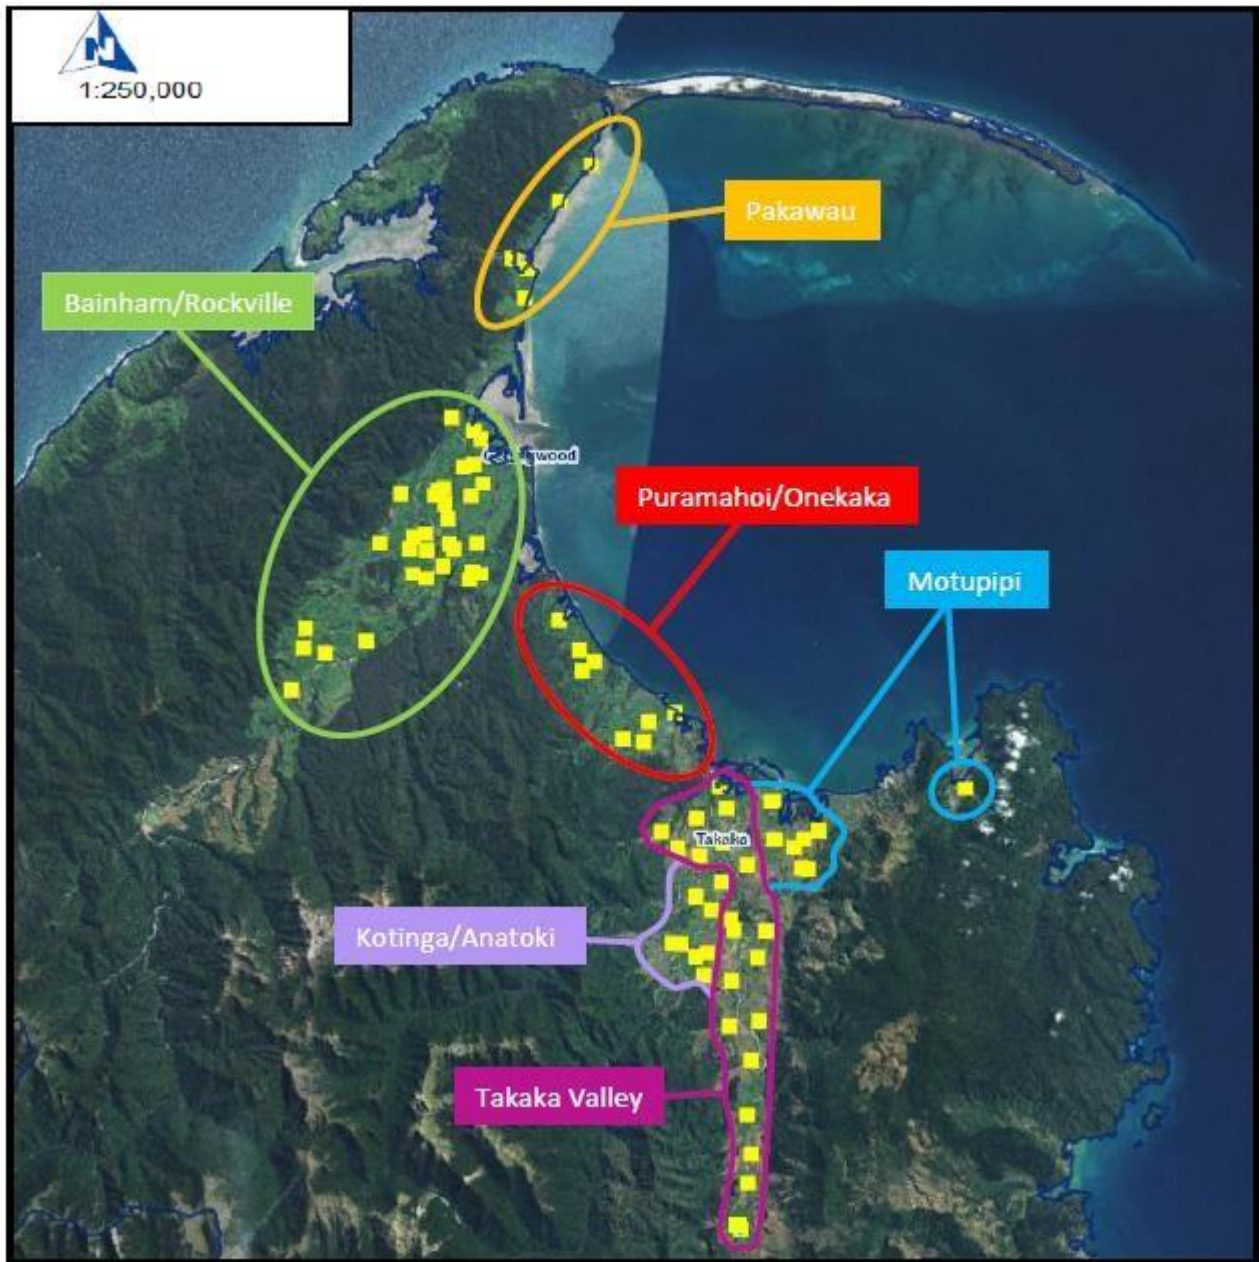 N
1:250,000
Pakawau
Bainham/Rockville
Puramahoi/Onekaka
Motupipi
Takaka
Kotinga/Anatoki
Takaka Valley